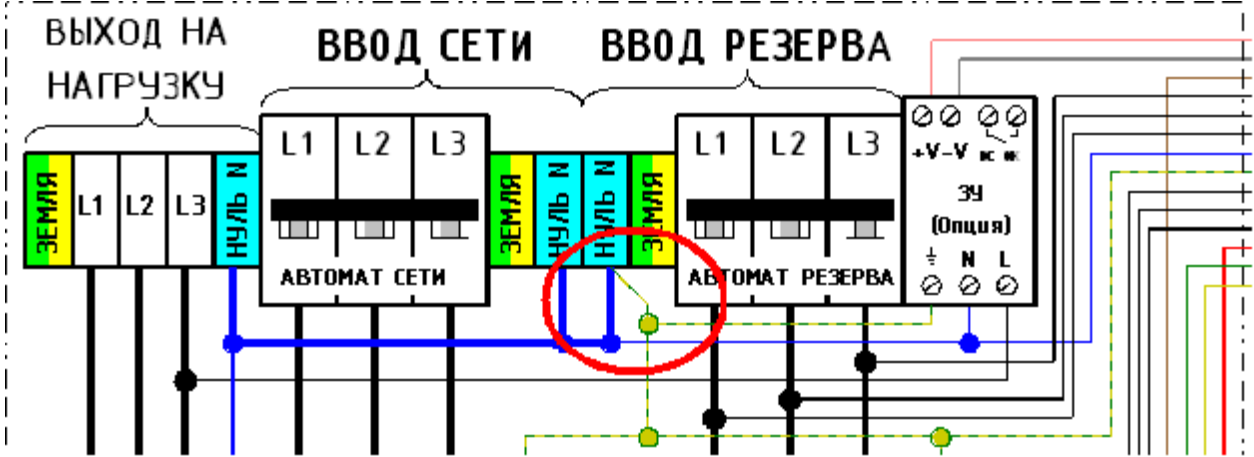 ВЫХОД НА
НАГРУЗКУ
ВВОД СЕТИ
ВВОД РЕЗЕРВА
ЗЕМЛЯ
L1
L2
L3
НУЛЬ N
L1
L2
L3
АВТОМАТ СЕТИ
ЗЕМЛЯ
НУЛЬ N
НУЛЬ N
ЗЕМЛЯ
L1
L2
L3
АВТОМАТ РЕЗЕРВА
+V -V
ЗУ
(Опция)
N L